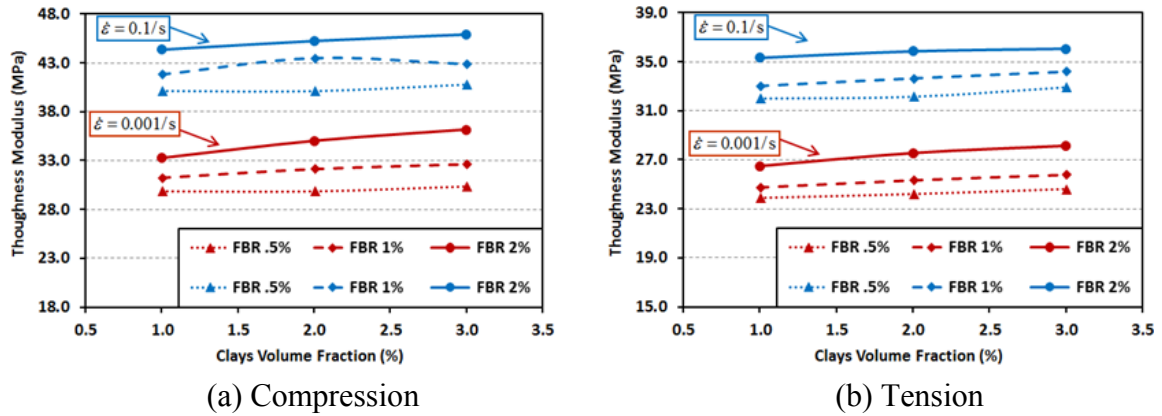 48.0
43.0
38.0
33.0
28.0
23.0
18.0
Thoughness Modulus (MPa)
ε̇ = 0.1/s
ε̇ = 0.001/s
FBR .5% FBR 1% FBR 2%
FBR .5% FBR 1% FBR 2%
0.5 1.0 1.5 2.0 2.5 3.0 3.5
Clays Volume Fraction (%)
(a) Compression
39.0
35.0
31.0
27.0
23.0
19.0
15.0
Thoughness Modulus (MPa)
ε̇ = 0.1/s
ε̇ = 0.001/s
FBR .5% FBR 1% FBR 2%
FBR .5% FBR 1% FBR 2%
0.5 1.0 1.5 2.0 2.5 3.0 3.5
Clays Volume Fraction (%)
(b) Tension